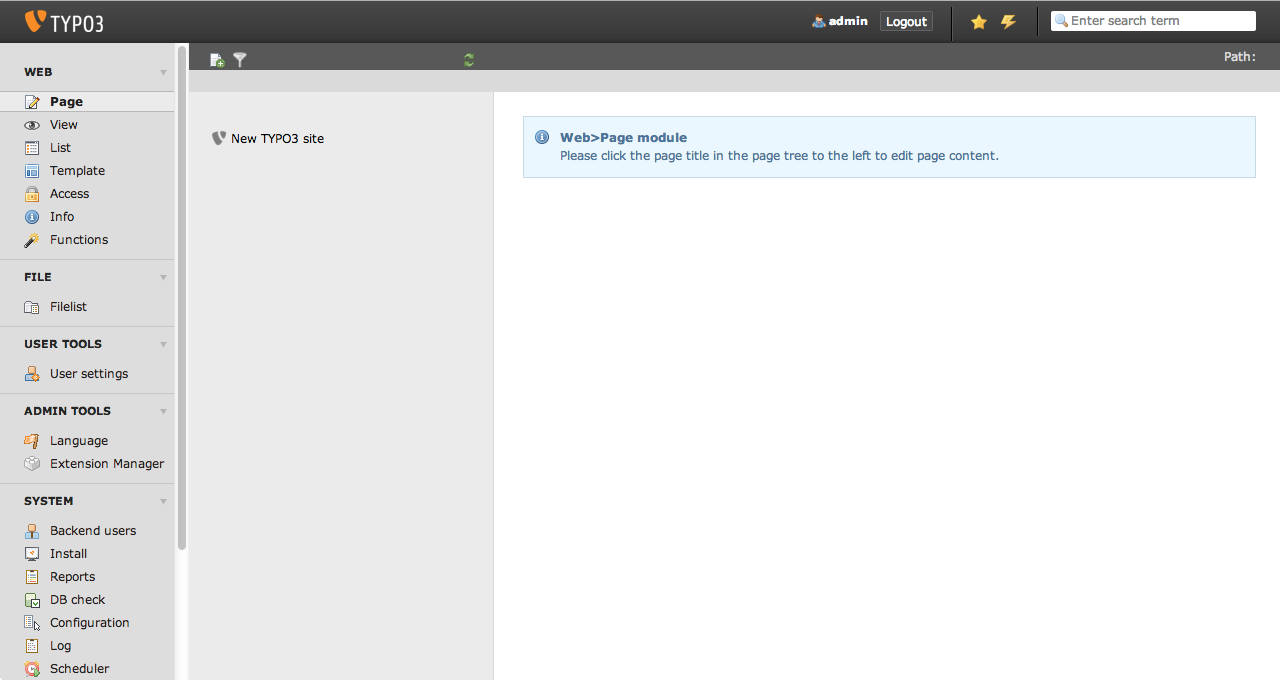 TYPO3
admin
Logout
Enter search term
Path:
WEB
Page
View
List
Template
Access
Info
Functions
FILE
Filelist
USER TOOLS
User settings
ADMIN TOOLS
Language
Extension Manager
SYSTEM
Backend users
Install
Reports
DB check
Configuration
Log
Scheduler
New TYPO3 site
Web>Page module
Please click the page title in the page tree to the left to edit page content.